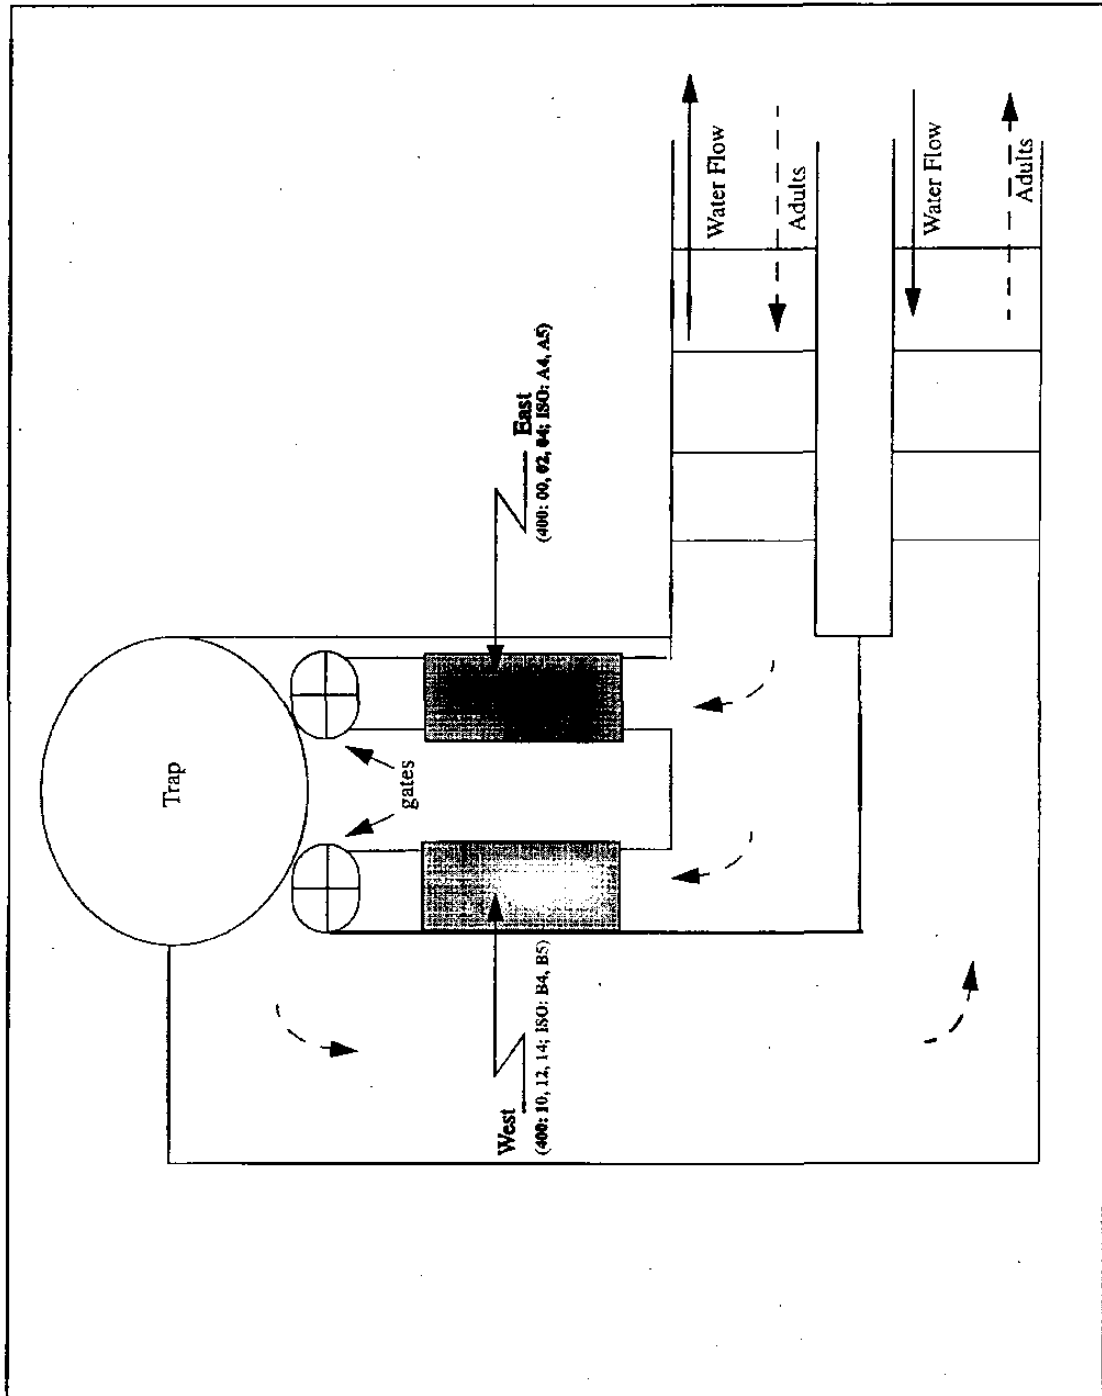 Trap
gates
West
(400: 10, 12, 14; ISO: B4, B5)
East
(400: 00, 02, 04; ISO: A4, A5)
Water Flow
Adults
Water Flow
Adults